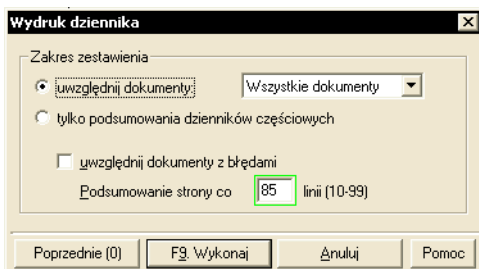 Wydruk dziennika
Zakres zestawienia
uwzględnij dokumenty: Wszystkie dokumenty
tylko podsumowania dzienników częściowych
uwzględnij dokumenty z błędami
Podsumowanie strony co 85 linii (10-99)
Poprzednie (0) F9. Wykonaj Anuluj Pomoc